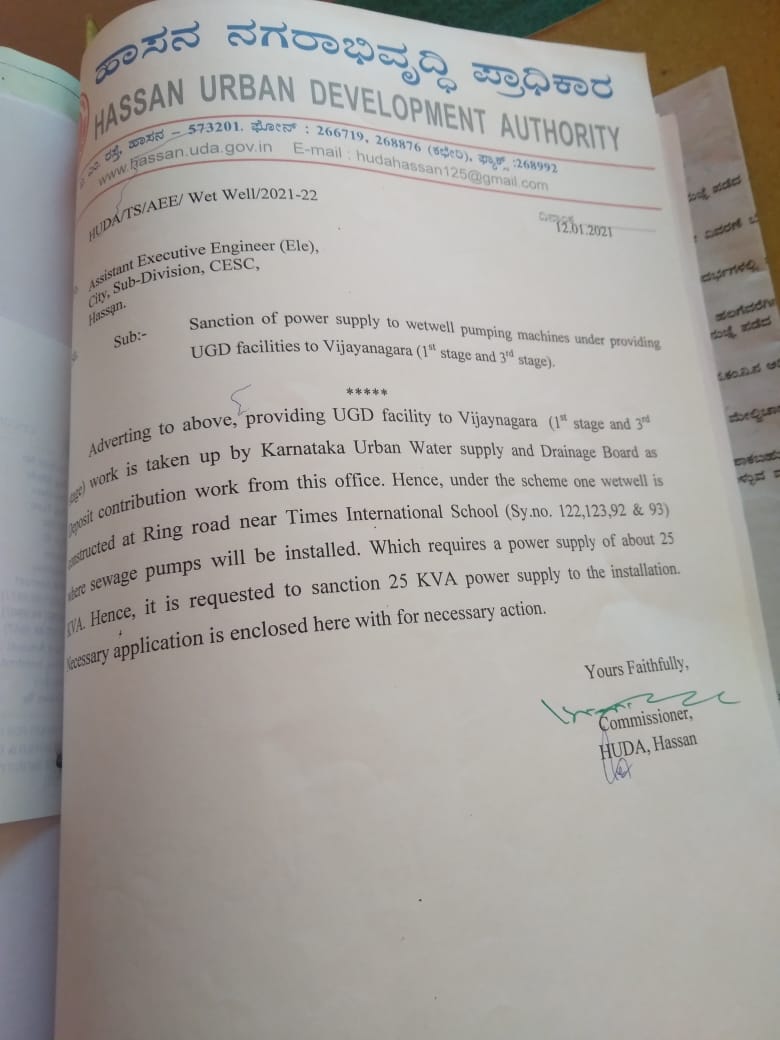 ಹಾಸನ ನಗರಾಭಿವೃದ್ಧಿ ಪ್ರಾಧಿಕಾರ
HASSAN URBAN DEVELOPMENT AUTHORITY
ಎಂ. ರಸ್ತೆ, ಹಾಸನ – 573201. ಫೋನ್ : 266719, 268876 (ಕಛೇರಿ), ಫ್ಯಾಕ್ಸ್ :268992
www.hassan.uda.gov.in E-mail : hudahassan125@gmail.com
HUDA/TS/AEE/ Wet Well/2021-22
ದಿನಾಂಕ
12.01.2021
Assistant Executive Engineer (Ele),
City, Sub-Division, CESC,
Hassan.
Sub:- Sanction of power supply to wetwell pumping machines under providing
UGD facilities to Vijayanagara (1st stage and 3rd stage).
*****
Adverting to above, providing UGD facility to Vijaynagara (1st stage and 3rd
stage) work is taken up by Karnataka Urban Water supply and Drainage Board as
Deposit contribution work from this office. Hence, under the scheme one wetwell is
constructed at Ring road near Times International School (Sy.no. 122,123,92 & 93)
where sewage pumps will be installed. Which requires a power supply of about 25
KVA. Hence, it is requested to sanction 25 KVA power supply to the installation.
Necessary application is enclosed here with for necessary action.
Yours Faithfully,
Commissioner,
HUDA, Hassan